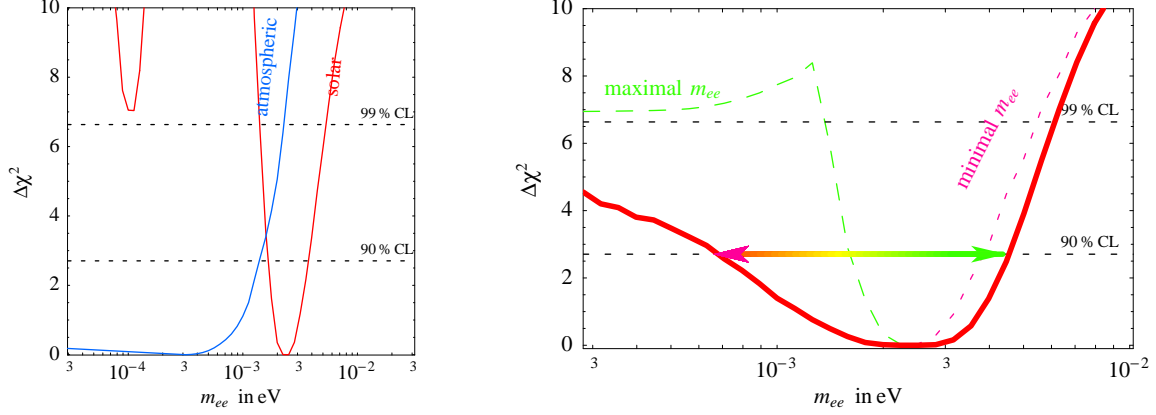 10
8
6
4
2
0
Δχ²
atmospheric
solar
99 % CL
90 % CL
3
10⁻⁴
3
10⁻³
3
10⁻²
3
m_ee in eV
10
8
6
4
2
0
Δχ²
maximal m_ee
minimal m_ee
99 % CL
90 % CL
3
10⁻³
3
10⁻²
m_ee in eV